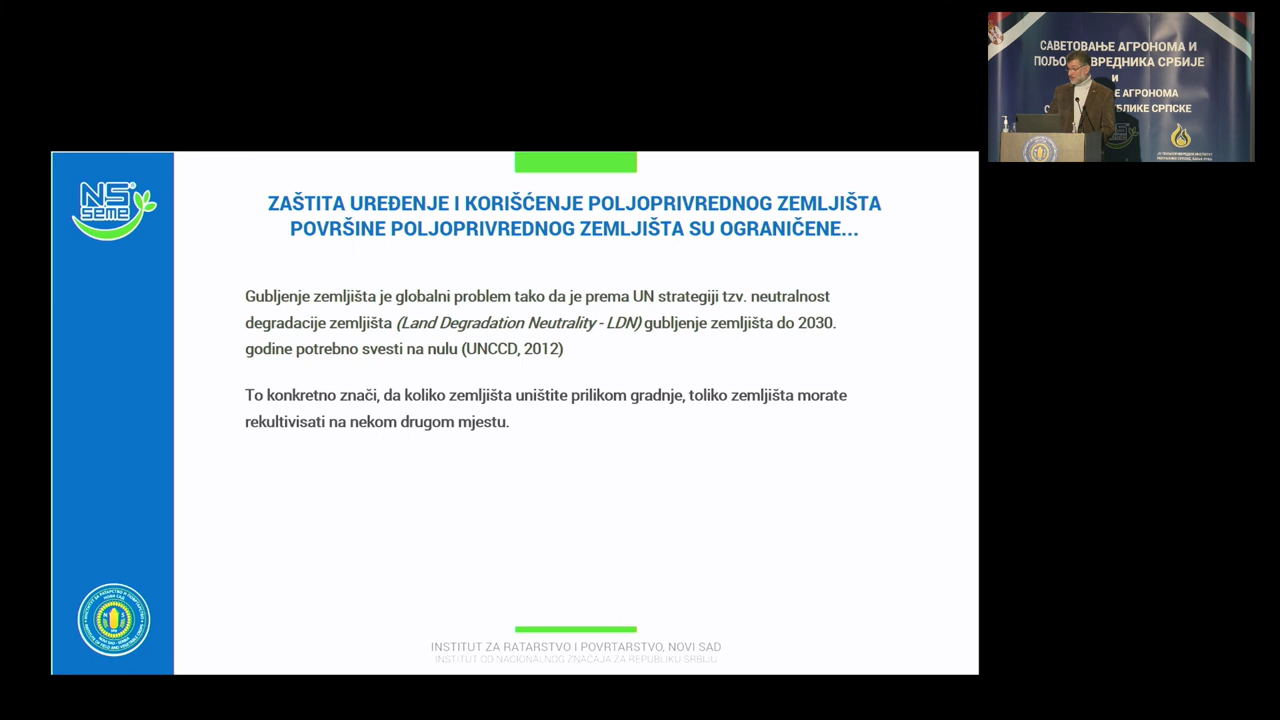 САВЕТОВАЊЕ АГРОНОМА И
ВРЕДНИКА СРБИЈЕ
И
АГРОНОМА
СРПСКЕ
NS®
seme
ZAŠTITA UREĐENJE I KORIŠĆENJE POLJOPRIVREDNOG ZEMLJIŠTA
POVRŠINE POLJOPRIVREDNOG ZEMLJIŠTA SU OGRANIČENE...
Gubljenje zemljišta je globalni problem tako da je prema UN strategiji tzv. neutralnost
degradacije zemljišta (Land Degradation Neutrality - LDN) gubljenje zemljišta do 2030.
godine potrebno svesti na nulu (UNCCD, 2012)
To konkretno znači, da koliko zemljišta uništite prilikom gradnje, toliko zemljišta morate
rekultivisati na nekom drugom mjestu.
INSTITUT ZA RATARSTVO I POVRTARSTVO, NOVI SAD
INSTITUT OD NACIONALNOG ZNAČAJA ZA REPUBLIKU SRBIJU